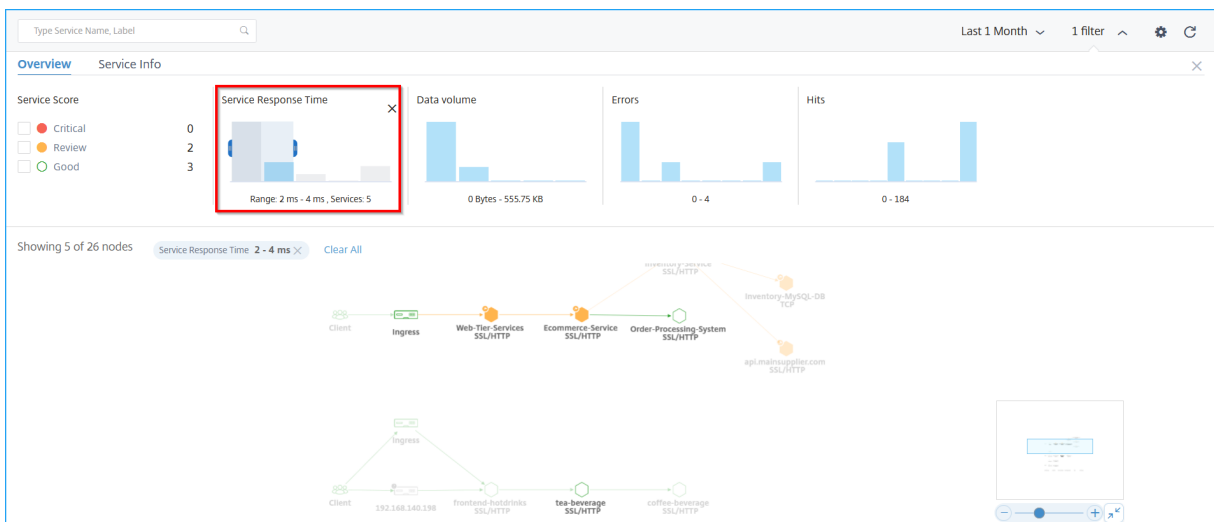 Type Service Name, Label
Last 1 Month
1 filter
Overview
Service Info
Service Score
Critical 0
Review 2
Good 3
Service Response Time
Range: 2 ms - 4 ms , Services: 5
Data volume
0 Bytes - 555.75 KB
Errors
0 - 4
Hits
0 - 184
Showing 5 of 26 nodes
Service Response Time 2 - 4 ms
Clear All
Inventory-Service
SSL/HTTP
Inventory-MySQL-DB
TCP
Client
Ingress
Web-Tier-Services
SSL/HTTP
Ecommerce-Service
SSL/HTTP
Order-Processing-System
SSL/HTTP
api.mainsupplier.com
SSL/HTTP
Ingress
Client
192.168.140.198
frontend-hotdrinks
SSL/HTTP
tea-beverage
SSL/HTTP
coffee-beverage
SSL/HTTP